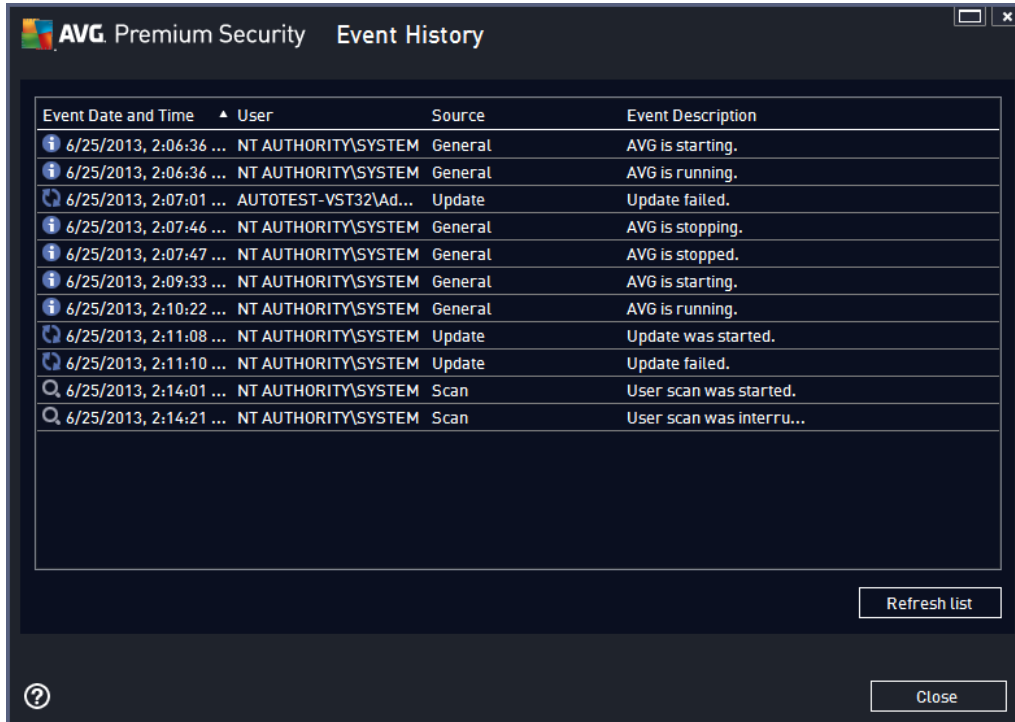 AVG Premium Security Event History
Event Date and Time User Source Event Description
6/25/2013, 2:06:36 ... NT AUTHORITY\SYSTEM General AVG is starting.
6/25/2013, 2:06:36 ... NT AUTHORITY\SYSTEM General AVG is running.
6/25/2013, 2:07:01 ... AUTOTEST-VST32\Ad... Update Update failed.
6/25/2013, 2:07:46 ... NT AUTHORITY\SYSTEM General AVG is stopping.
6/25/2013, 2:07:47 ... NT AUTHORITY\SYSTEM General AVG is stopped.
6/25/2013, 2:09:33 ... NT AUTHORITY\SYSTEM General AVG is starting.
6/25/2013, 2:10:22 ... NT AUTHORITY\SYSTEM General AVG is running.
6/25/2013, 2:11:08 ... NT AUTHORITY\SYSTEM Update Update was started.
6/25/2013, 2:11:10 ... NT AUTHORITY\SYSTEM Update Update failed.
6/25/2013, 2:14:01 ... NT AUTHORITY\SYSTEM Scan User scan was started.
6/25/2013, 2:14:21 ... NT AUTHORITY\SYSTEM Scan User scan was interru...
Refresh list
? Close